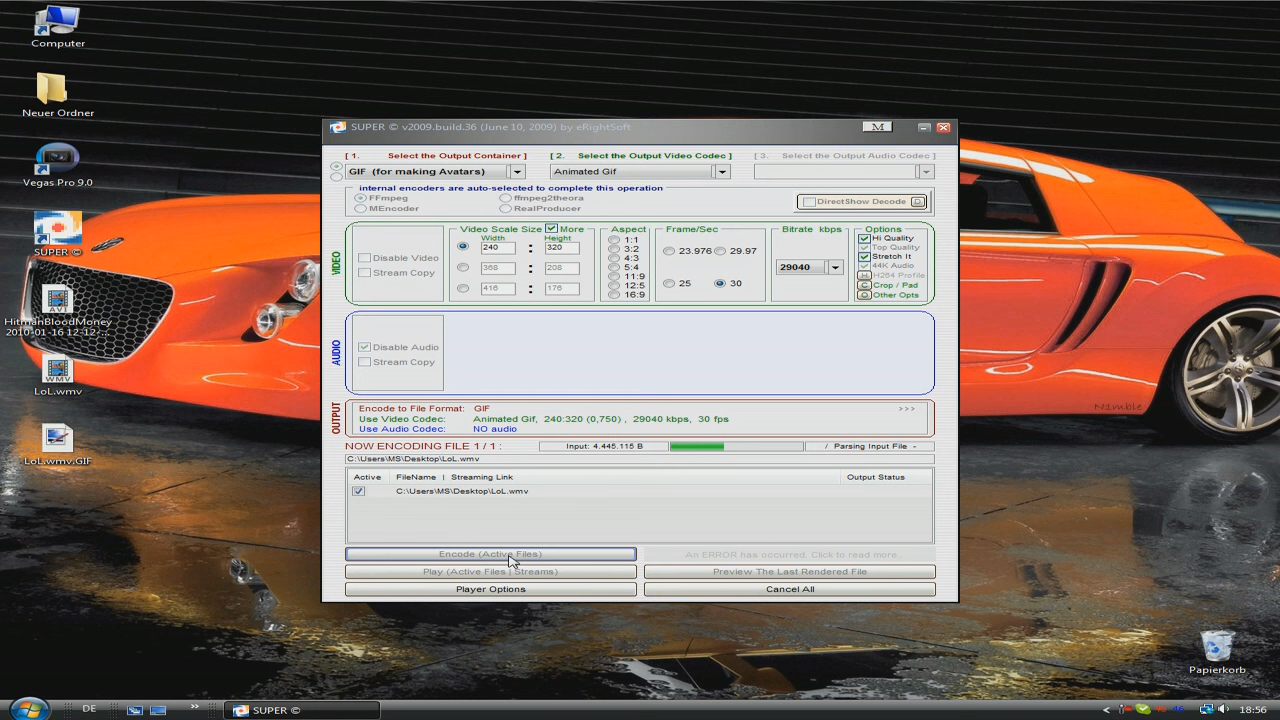 Computer
Neuer Ordner
Vegas Pro 9.0
SUPER ©
AVI
HitmanBloodMoney
2010-01-16 12-12-...
WMV
LoL.wmv
LoL.wmv.GIF
SUPER © v2009.build.36 (June 10, 2009) by eRightSoft
M
[ 1. Select the Output Container ]
[ 2. Select the Output Video Codec ]
[ 3. Select the Output Audio Codec ]
GIF (for making Avatars)
Animated Gif
internal encoders are auto-selected to complete this operation
FFmpeg
ffmpeg2theora
MEncoder
RealProducer
DirectShow Decode
VIDEO
Disable Video
Stream Copy
Video Scale Size
More
Width
Height
240 : 320
368 : 208
416 : 176
Aspect
1:1
3:2
4:3
5:4
11:9
12:5
16:9
Frame/Sec
23.976
29.97
25
30
Bitrate kbps
29040
Options
Hi Quality
Top Quality
Stretch It
44K Audio
H264 Profile
Crop / Pad
Other Opts
AUDIO
Disable Audio
Stream Copy
OUTPUT
Encode to File Format: GIF
>>>
Use Video Codec: Animated Gif, 240:320 (0,750) , 29040 kbps, 30 fps
Use Audio Codec: NO audio
NOW ENCODING FILE 1 / 1 :
Input: 4.445.115 B
/ Parsing Input File -
C:\Users\MS\Desktop\LoL.wmv
Active
FileName | Streaming Link
Output Status
C:\Users\MS\Desktop\LoL.wmv
Encode (Active Files)
An ERROR has occurred. Click to read more..
Play (Active Files | Streams)
Preview The Last Rendered File
Player Options
Cancel All
N1mble
Papierkorb
DE
»
SUPER ©
<
18:56